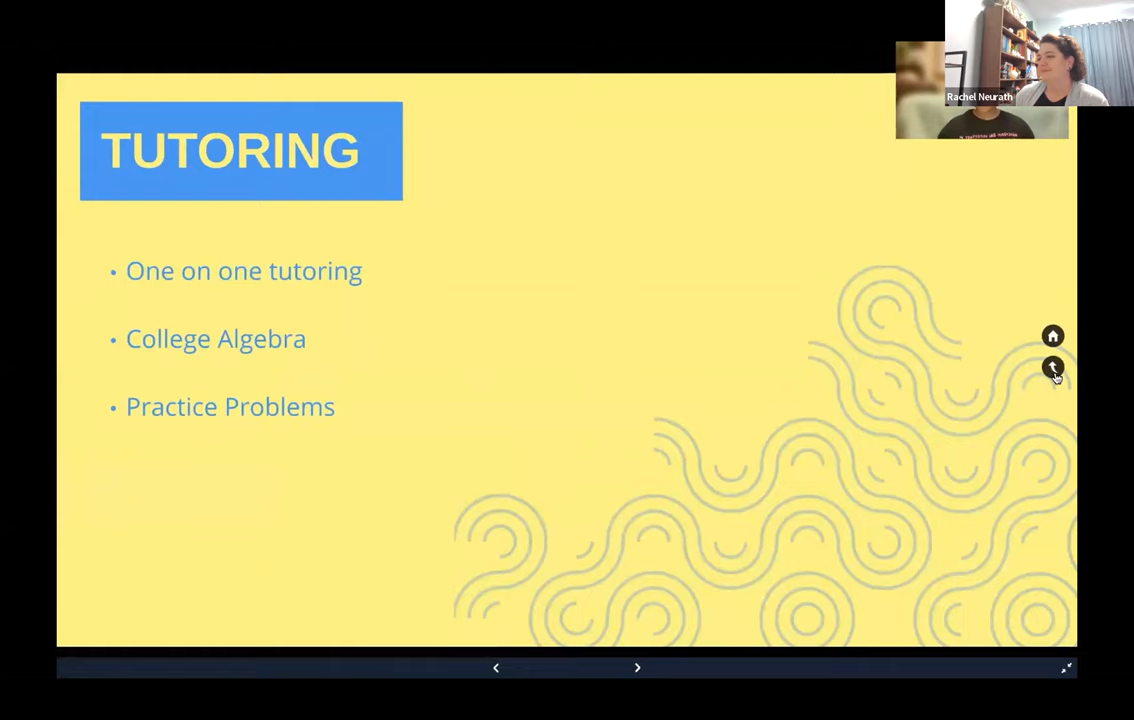 Rachel Neurath
TUTORING
• One on one tutoring
• College Algebra
• Practice Problems